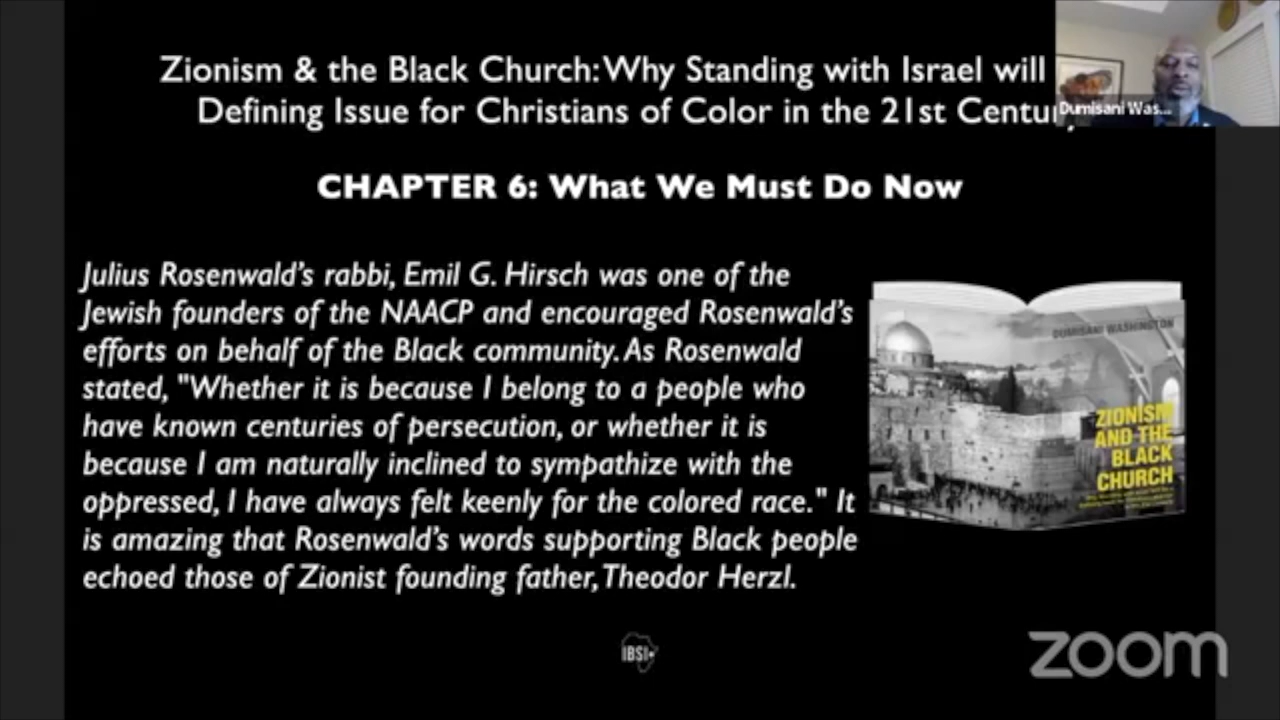 Zionism & the Black Church: Why Standing with Israel will
Defining Issue for Christians of Color in the 21st Century
Dumisani Was...
CHAPTER 6: What We Must Do Now
Julius Rosenwald's rabbi, Emil G. Hirsch was one of the
Jewish founders of the NAACP and encouraged Rosenwald's
efforts on behalf of the Black community. As Rosenwald
stated, "Whether it is because I belong to a people who
have known centuries of persecution, or whether it is
because I am naturally inclined to sympathize with the
oppressed, I have always felt keenly for the colored race." It
is amazing that Rosenwald's words supporting Black people
echoed those of Zionist founding father, Theodor Herzl.
DUMISANI WASHINGTON
ZIONISM
AND THE
BLACK
CHURCH
IBSI
zoom